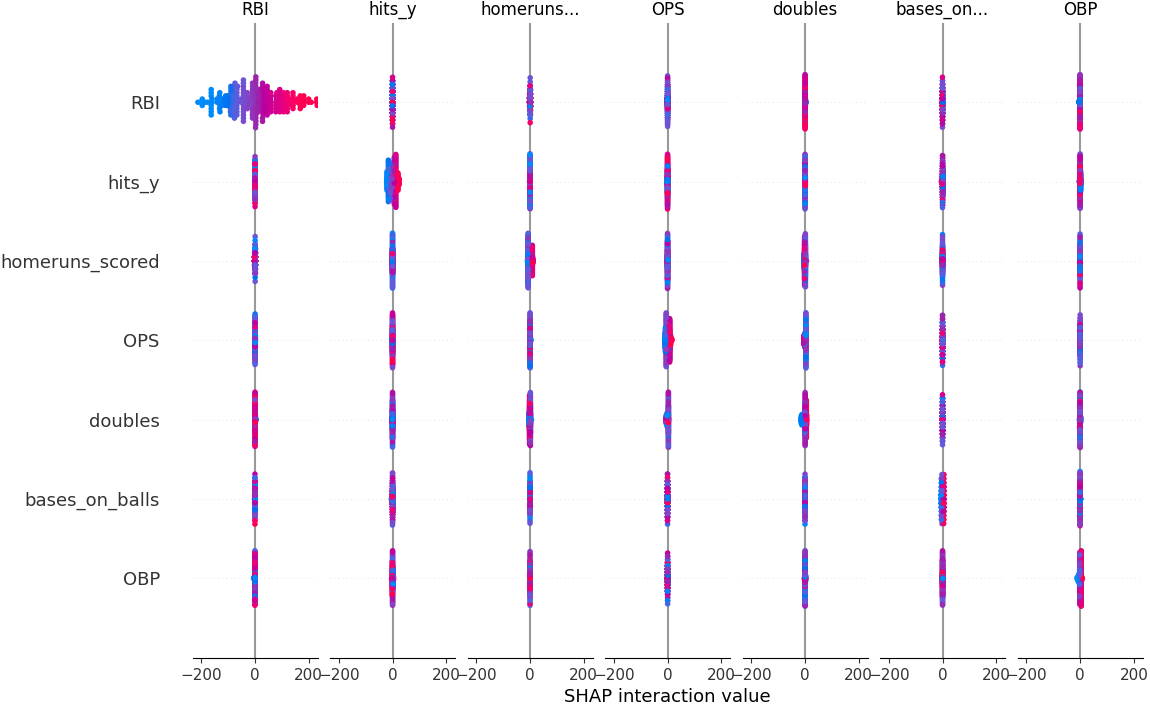 RBI hits_y homeruns... OPS doubles bases_on... OBP
RBI
hits_y
homeruns_scored
OPS
doubles
bases_on_balls
OBP
−200 0 200 −200 0 200 −200 0 200 −200 0 200 −200 0 200 −200 0 200 −200 0 200
SHAP interaction value